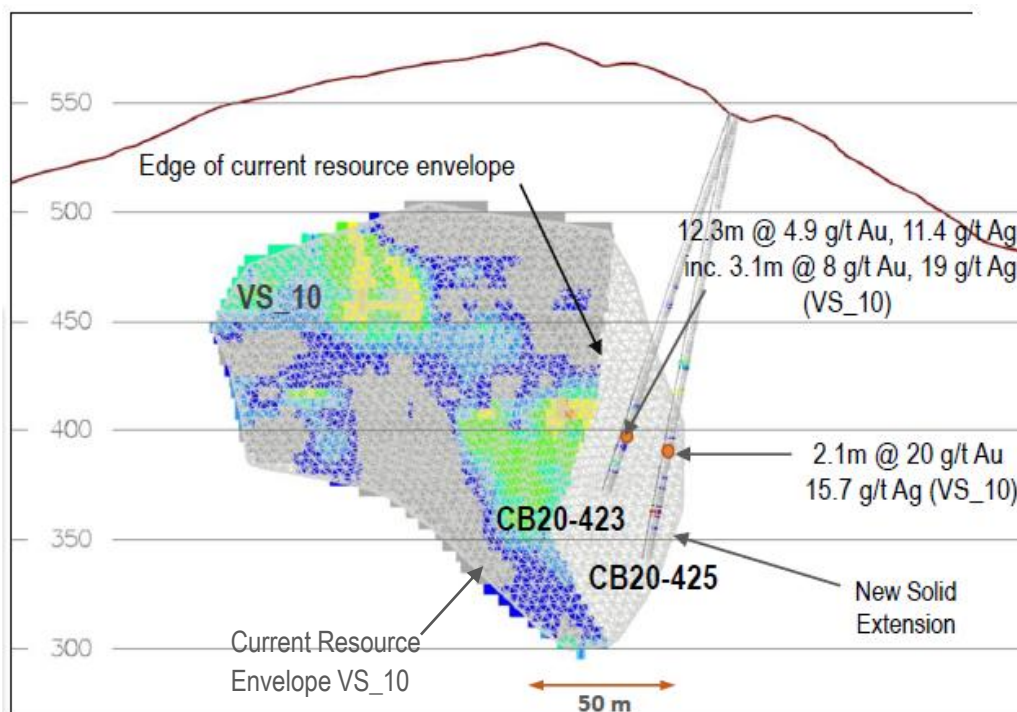 550
Edge of current resource envelope
500
12.3m @ 4.9 g/t Au, 11.4 g/t Ag
inc. 3.1m @ 8 g/t Au, 19 g/t Ag
(VS_10)
VS_10
450
400
2.1m @ 20 g/t Au
15.7 g/t Ag (VS_10)
CB20-423
350
CB20-425
New Solid
Extension
Current Resource
Envelope VS_10
300
50 m